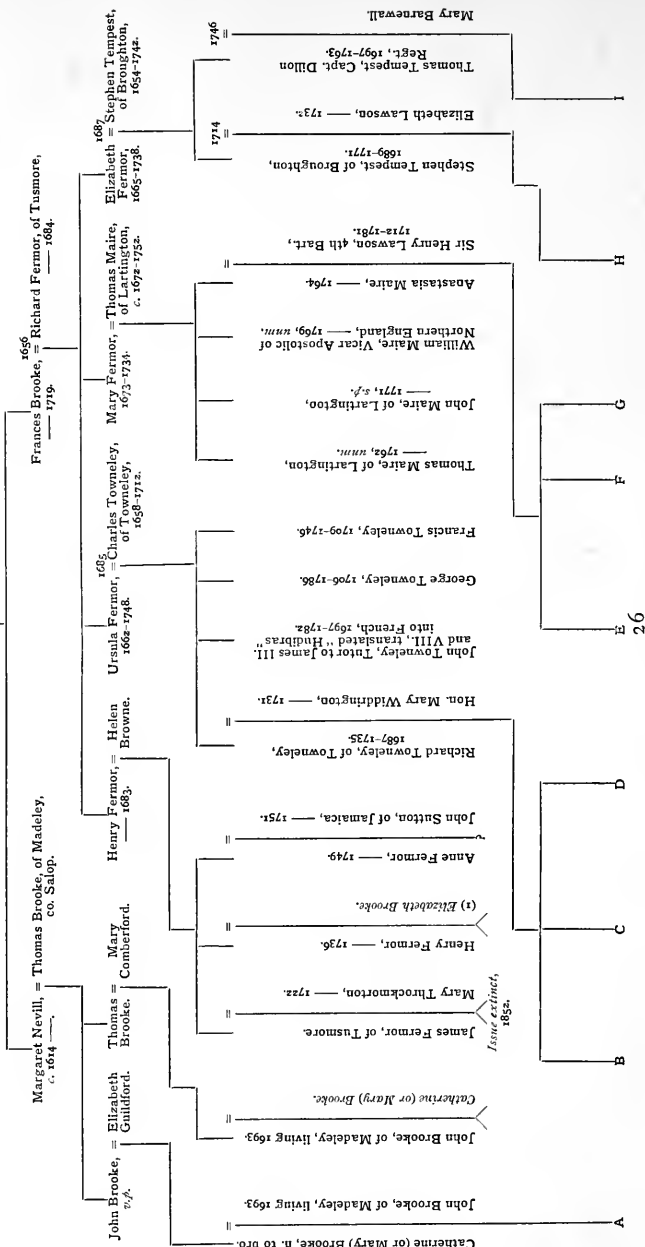 Margaret Nevill, = Thomas Brooke, of Madeley,
c. 1614 ——. co. Salop.
1656
Frances Brooke, = Richard Fermor, of Tusmore,
—— 1719. —— 1684.
John Brooke, = Elizabeth
v.p. Guildford.
Thomas = Mary
Brooke. Comberford.
Henry Fermor, = Helen
—— 1683. Browne.
1685
Ursula Fermor, = Charles Towneley,
1662–1748. of Towneley,
1658–1712.
Mary Fermor, = Thomas Maire,
1673–1734. of Lartington,
c. 1672–1752.
1687
Elizabeth = Stephen Tempest,
Fermor, of Broughton,
1665–1738. 1654–1742.
Catherine (or Mary) Brooke, h. to bro.
=
John Brooke, of Madeley, living 1693.
John Brooke, of Madeley, living 1693.
=
Catherine (or Mary) Brooke.
James Fermor, of Tusmore.
=
Mary Throckmorton, —— 1722.
Issue extinct,
1852.
Henry Fermor, —— 1736.
=
(1) Elizabeth Brooke.
Anne Fermor, —— 1749.
=
John Sutton, of Jamaica, —— 1751.
Richard Towneley, of Towneley,
1687–1735.
=
Hon. Mary Widdrington, —— 1731.
John Towneley, Tutor to James III.
and VIII., translated "Hudibras"
into French, 1697–1782.
George Towneley, 1706–1786.
Francis Towneley, 1709–1746.
Thomas Maire, of Lartington,
—— 1762, unm.
John Maire, of Lartington,
—— 1771, s.p.
William Maire, Vicar Apostolic of
Northern England, —— 1769, unm.
Anastasia Maire, —— 1764.
=
Sir Henry Lawson, 4th Bart.,
1712–1781.
1714
Stephen Tempest, of Broughton,
1689–1771.
=
Elizabeth Lawson, —— 1732.
1746
Thomas Tempest, Capt. Dillon
Regt., 1697–1763.
=
Mary Barnewall.
A
B
C
D
E
F
G
H
I
26